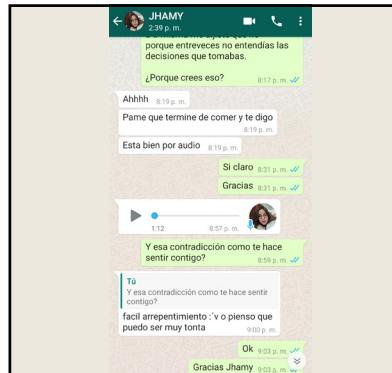 JHAMY
2:39 p. m.
porque entreveces no entendías las
decisiones que tomabas.
¿Porque crees eso?
8:17 p. m.
Ahhhh 8:19 p. m.
Pame que termine de comer y te digo
8:19 p. m.
Esta bien por audio 8:19 p. m.
Si claro 8:31 p. m.
Gracias 8:31 p. m.
1:12 8:57 p. m.
Y esa contradicción como te hace
sentir contigo? 8:59 p. m.
Tú
Y esa contradicción como te hace sentir
contigo?
facil arrepentimiento :´v o pienso que
puedo ser muy tonta 9:00 p. m.
Ok 9:03 p. m.
Gracias Jhamy 9:03 p. m.